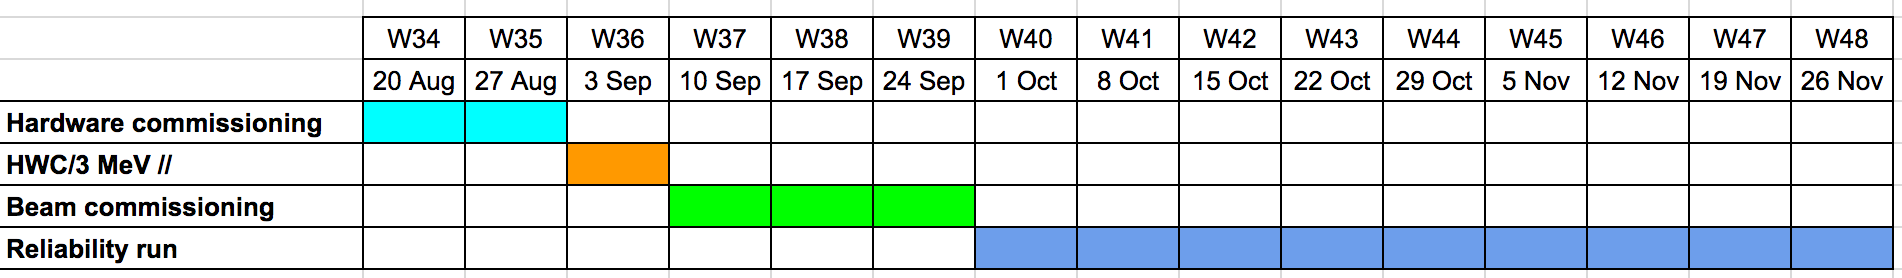 W34 W35 W36 W37 W38 W39 W40 W41 W42 W43 W44 W45 W46 W47 W48
20 Aug 27 Aug 3 Sep 10 Sep 17 Sep 24 Sep 1 Oct 8 Oct 15 Oct 22 Oct 29 Oct 5 Nov 12 Nov 19 Nov 26 Nov
Hardware commissioning
HWC/3 MeV //
Beam commissioning
Reliability run